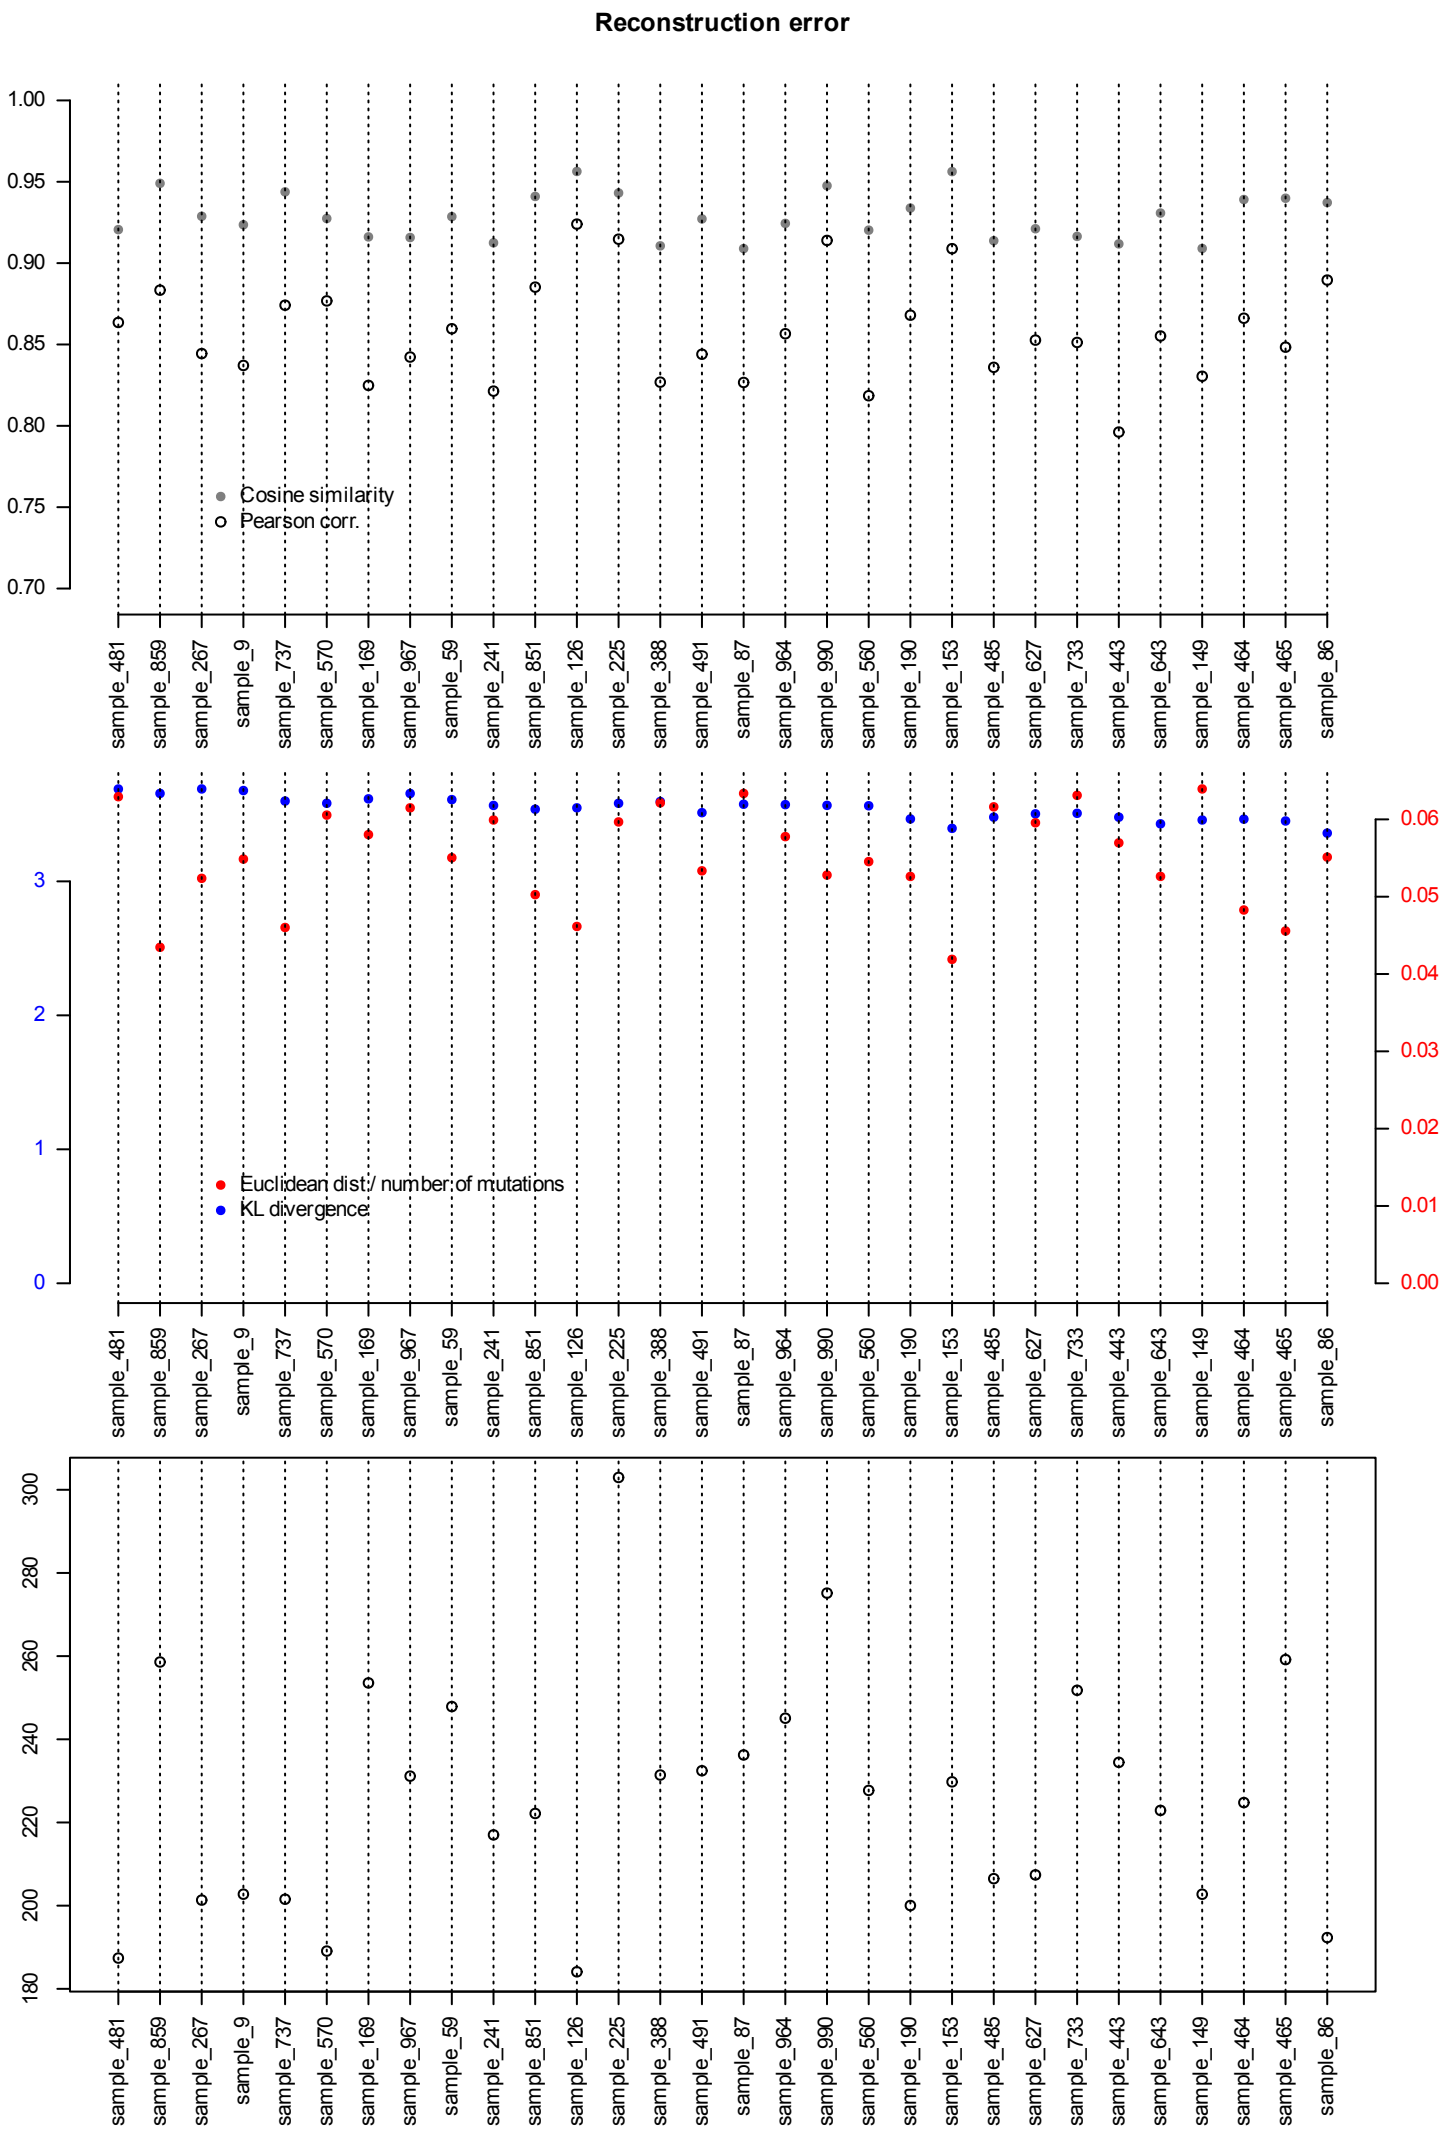 Reconstruction error
1.00
0.95
0.90
0.85
0.80
0.75
0.70
Cosine similarity
Pearson corr.
sample_481
sample_859
sample_267
sample_9
sample_737
sample_570
sample_169
sample_967
sample_59
sample_241
sample_851
sample_126
sample_225
sample_388
sample_491
sample_87
sample_964
sample_990
sample_560
sample_190
sample_153
sample_485
sample_627
sample_733
sample_443
sample_643
sample_149
sample_464
sample_465
sample_86
3
2
1
0
Euclidean dist./ number of mutations
KL divergence
0.06
0.05
0.04
0.03
0.02
0.01
0.00
sample_481
sample_859
sample_267
sample_9
sample_737
sample_570
sample_169
sample_967
sample_59
sample_241
sample_851
sample_126
sample_225
sample_388
sample_491
sample_87
sample_964
sample_990
sample_560
sample_190
sample_153
sample_485
sample_627
sample_733
sample_443
sample_643
sample_149
sample_464
sample_465
sample_86
300
280
260
240
220
200
180
sample_481
sample_859
sample_267
sample_9
sample_737
sample_570
sample_169
sample_967
sample_59
sample_241
sample_851
sample_126
sample_225
sample_388
sample_491
sample_87
sample_964
sample_990
sample_560
sample_190
sample_153
sample_485
sample_627
sample_733
sample_443
sample_643
sample_149
sample_464
sample_465
sample_86